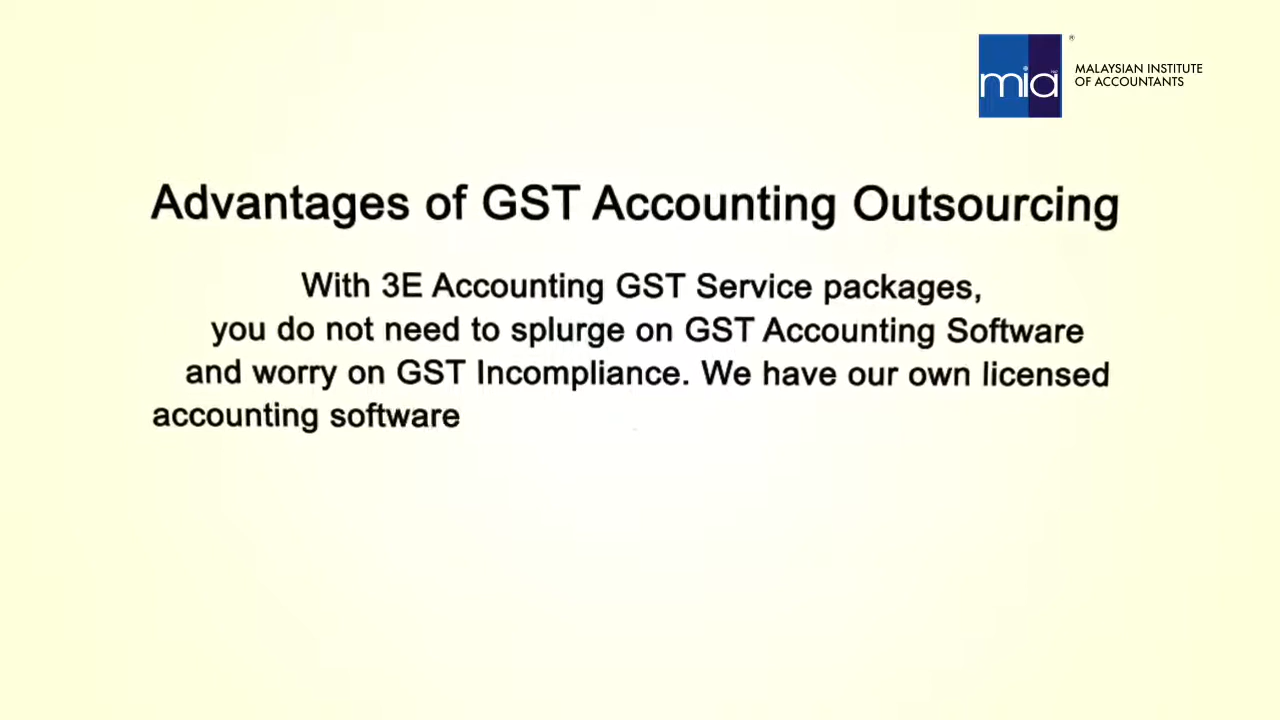 mia
®
MALAYSIAN INSTITUTE
OF ACCOUNTANTS
Advantages of GST Accounting Outsourcing
With 3E Accounting GST Service packages,
you do not need to splurge on GST Accounting Software
and worry on GST Incompliance. We have our own licensed
accounting software